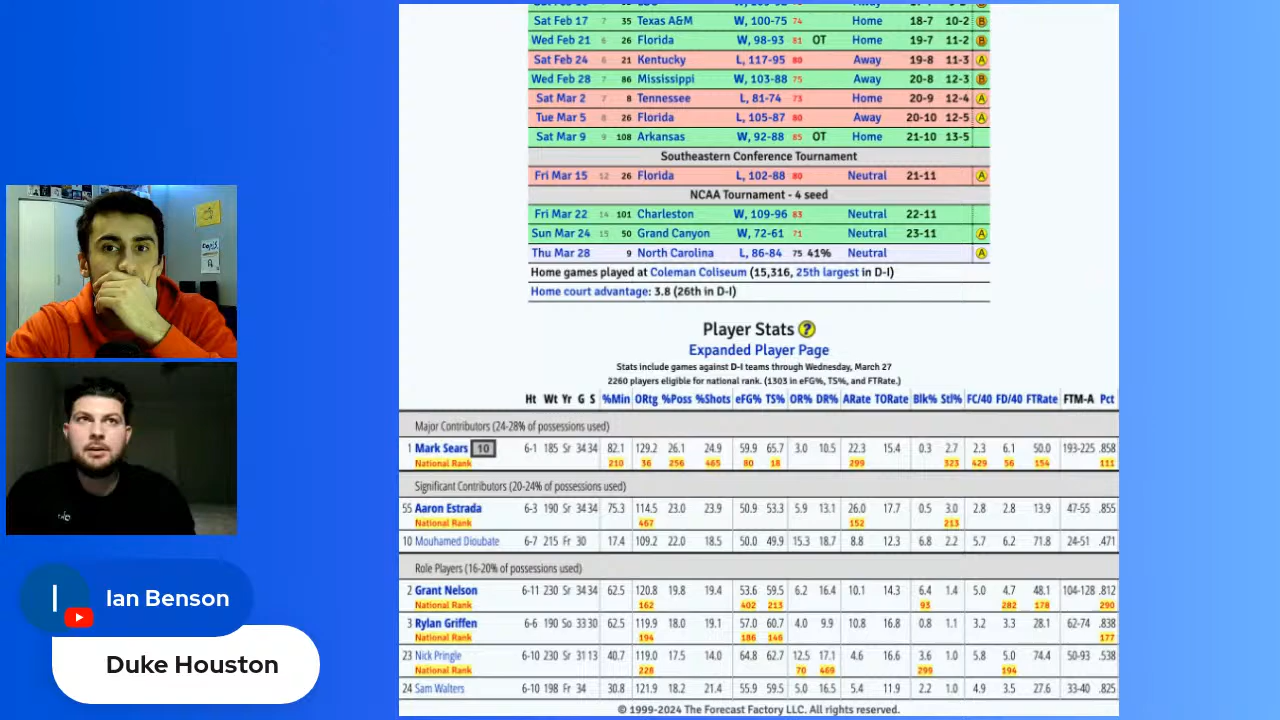 Sat Feb 17 7 35 Texas A&M W, 100-75 74 Home 18-7 10-2 B
Wed Feb 21 6 26 Florida W, 98-93 81 OT Home 19-7 11-2 B
Sat Feb 24 6 21 Kentucky L, 117-95 80 Away 19-8 11-3 A
Wed Feb 28 7 86 Mississippi W, 103-88 75 Away 20-8 12-3 B
Sat Mar 2 7 8 Tennessee L, 81-74 73 Home 20-9 12-4 A
Tue Mar 5 8 26 Florida L, 105-87 80 Away 20-10 12-5 A
Sat Mar 9 9 108 Arkansas W, 92-88 85 OT Home 21-10 13-5
Southeastern Conference Tournament
Fri Mar 15 12 26 Florida L, 102-88 80 Neutral 21-11 A
NCAA Tournament - 4 seed
Fri Mar 22 14 101 Charleston W, 109-96 83 Neutral 22-11
Sun Mar 24 15 50 Grand Canyon W, 72-61 71 Neutral 23-11 A
Thu Mar 28 9 North Carolina L, 86-84 75 41% Neutral A
Home games played at Coleman Coliseum (15,316, 25th largest in D-I)
Home court advantage: 3.8 (26th in D-I)
Player Stats ?
Expanded Player Page
Stats include games against D-I teams through Wednesday, March 27
2260 players eligible for national rank. (1303 in eFG%, TS%, and FTRate.)
Ht Wt Yr G S %Min ORtg %Poss %Shots eFG% TS% OR% DR% ARate TORate Blk% Stl% FC/40 FD/40 FTRate FTM-A Pct
Major Contributors (24-28% of possessions used)
1 Mark Sears 10 6-1 185 Sr 34 34 82.1 129.2 26.1 24.9 59.9 65.7 3.0 10.5 22.3 15.4 0.3 2.7 2.3 6.1 50.0 193-225 .858
National Rank 210 36 256 465 80 18 299 323 429 56 154 111
Significant Contributors (20-24% of possessions used)
55 Aaron Estrada 6-3 190 Sr 34 34 75.3 114.5 23.0 23.9 50.9 53.3 5.9 13.1 26.0 17.7 0.5 3.0 2.8 2.8 13.9 47-55 .855
National Rank 467 152 213
10 Mouhamed Dioubate 6-7 215 Fr 30 17.4 109.2 22.0 18.5 50.0 49.9 15.3 18.7 8.8 12.3 6.8 2.2 5.7 6.2 71.8 24-51 .471
Role Players (16-20% of possessions used)
2 Grant Nelson 6-11 230 Sr 34 34 62.5 120.8 19.8 19.4 53.6 59.5 6.2 16.4 10.1 14.3 6.4 1.4 5.0 4.7 48.1 104-128 .812
National Rank 162 402 213 93 282 178 290
3 Rylan Griffen 6-6 190 So 33 30 62.5 119.9 18.0 19.1 57.0 60.7 4.0 9.9 10.8 16.8 0.8 1.1 3.2 3.3 28.1 62-74 .838
National Rank 194 186 146 177
23 Nick Pringle 6-10 230 Sr 31 13 40.7 119.0 17.5 14.0 64.8 62.7 12.5 17.1 4.6 16.6 3.6 1.0 5.8 5.0 74.4 50-93 .538
National Rank 228 70 469 299 194
24 Sam Walters 6-10 198 Fr 34 30.8 121.9 18.2 21.4 55.9 59.5 5.0 16.5 5.4 11.9 2.2 1.0 4.9 3.5 27.6 33-40 .825
© 1999-2024 The Forecast Factory LLC. All rights reserved.
I
Ian Benson
Duke Houston